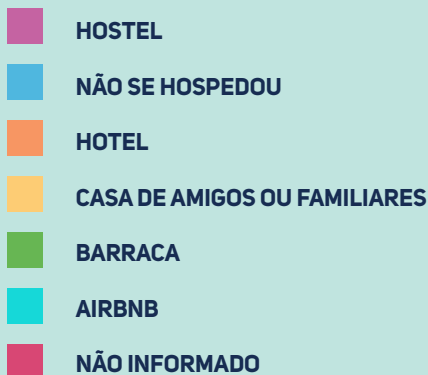 HOSTEL
NÃO SE HOSPEDOU
HOTEL
CASA DE AMIGOS OU FAMILIARES
BARRACA
AIRBNB
NÃO INFORMADO